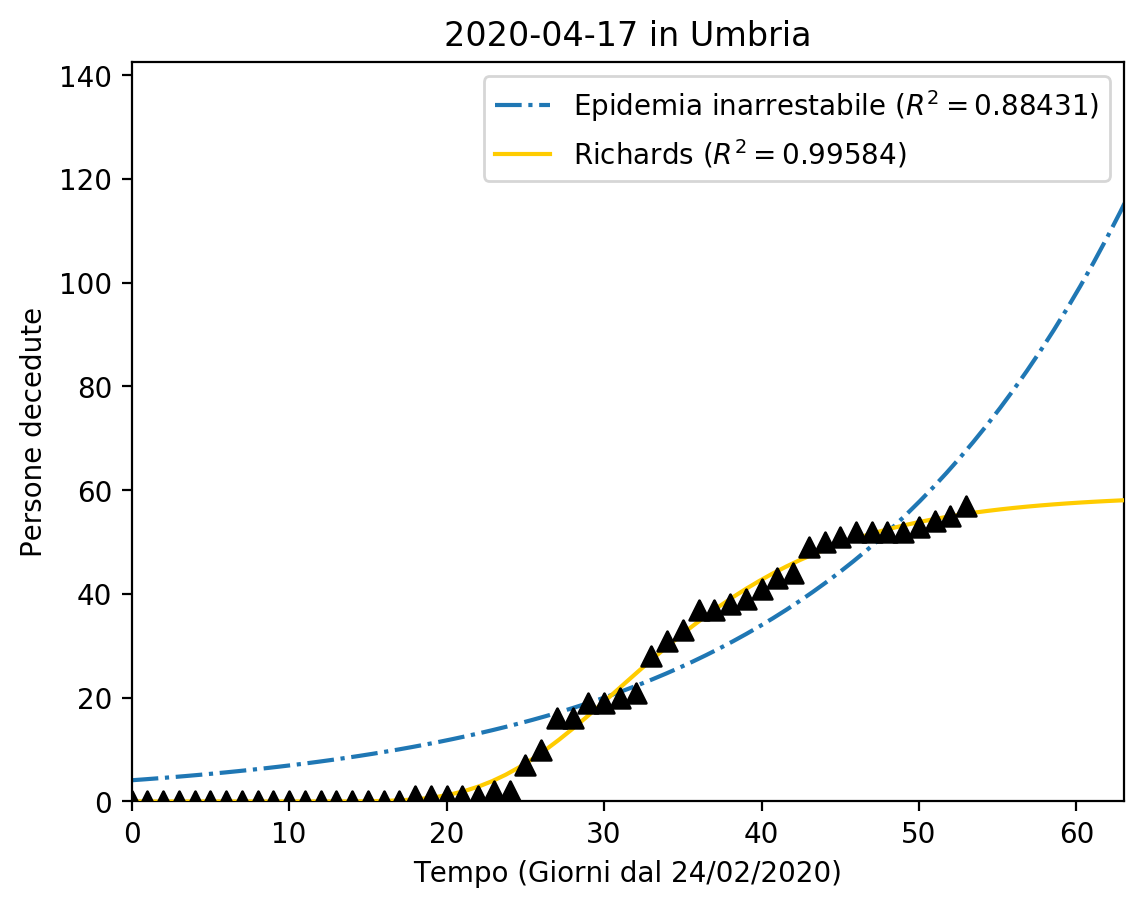 2020-04-17 in Umbria
Epidemia inarrestabile (R² = 0.88431)
Richards (R² = 0.99584)
Persone decedute
140
120
100
80
60
40
20
0
0 10 20 30 40 50 60
Tempo (Giorni dal 24/02/2020)